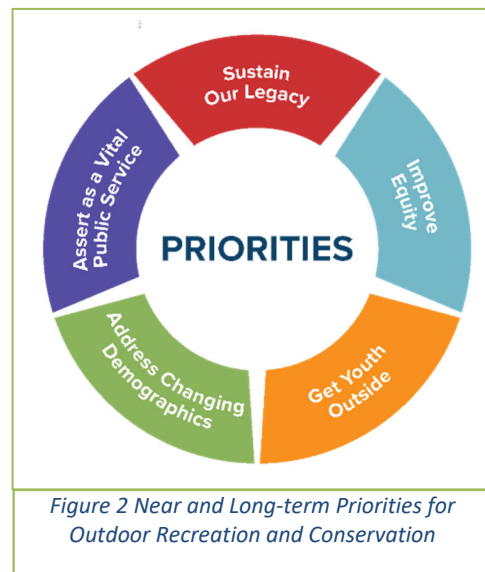 Sustain
Our Legacy
Improve
Equity
Get Youth
Outside
Address Changing
Demographics
Assert as a Vital
Public Service
PRIORITIES
Figure 2 Near and Long-term Priorities for
Outdoor Recreation and Conservation